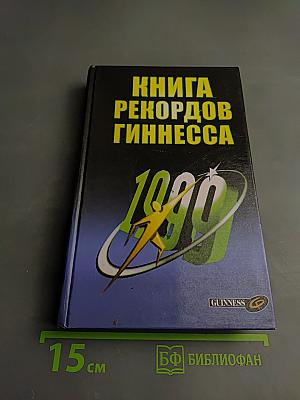 КНИГА
РЕКОРДОВ
ГИННЕССА
1999
GUINNESS
15 см
БФ БИБЛИОФАН